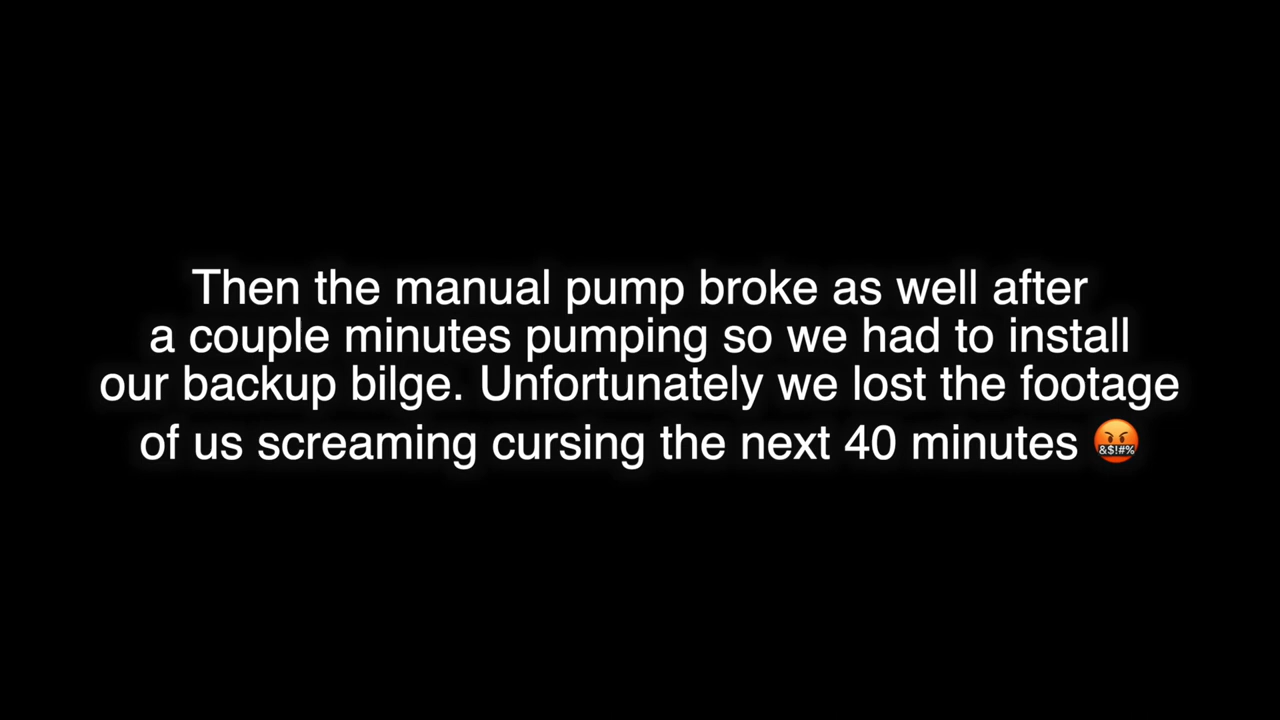 Then the manual pump broke as well after
a couple minutes pumping so we had to install
our backup bilge. Unfortunately we lost the footage
of us screaming cursing the next 40 minutes 🤬